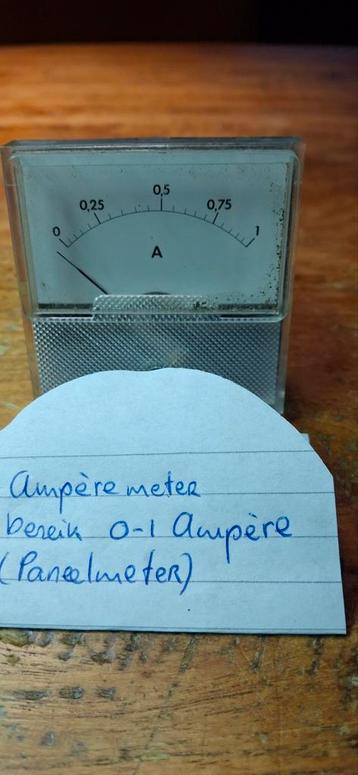 0 0,25 0,5 0,75 1
A
Ampère meter
bereik 0-1 Ampère
(Paneelmeter)